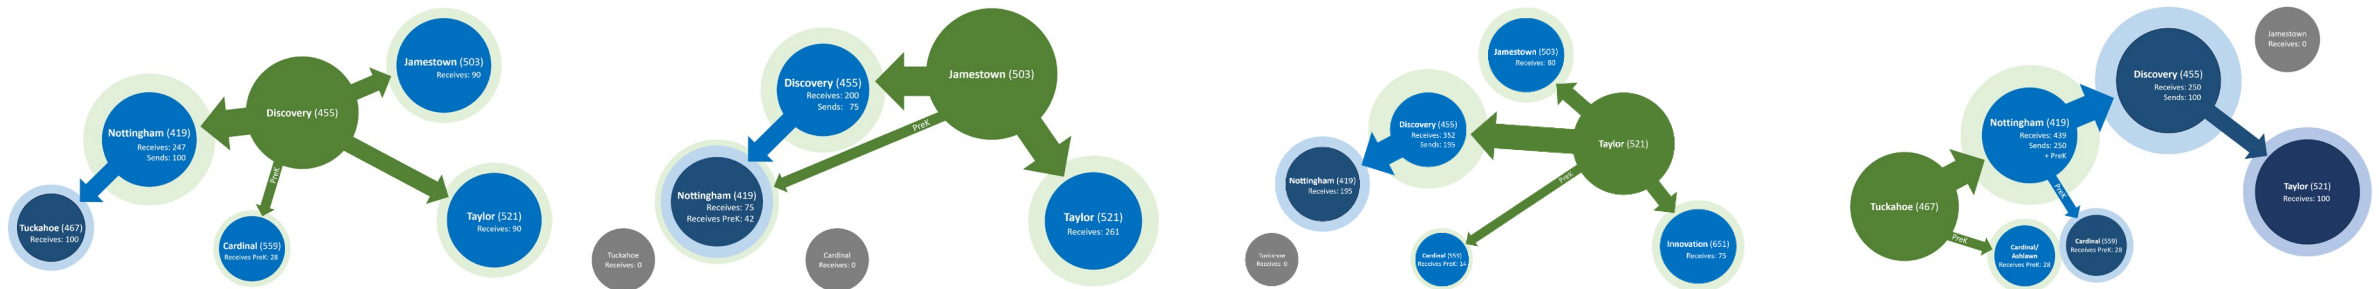 Jamestown (503)
Receives: 90
Discovery (455)
Nottingham (419)
Receives: 247
Sends: 100
PreK
Tuckahoe (467)
Receives: 100
Cardinal (559)
Receives PreK: 28
Taylor (521)
Receives: 90
Jamestown (503)
Discovery (455)
Receives: 200
Sends: 75
PreK
Nottingham (419)
Receives: 75
Receives PreK: 42
Taylor (521)
Receives: 261
Tuckahoe
Receives: 0
Cardinal
Receives: 0
Jamestown (503)
Receives: 80
Discovery (455)
Receives: 352
Sends: 195
Taylor (521)
Nottingham (419)
Receives: 195
PreK
Tuckahoe
Receives: 0
Cardinal (559)
Receives PreK: 14
Innovation (651)
Receives: 75
Jamestown
Receives: 0
Discovery (455)
Receives: 250
Sends: 100
Nottingham (419)
Receives: 439
Sends: 250
+ PreK
Tuckahoe (467)
PreK
Taylor (521)
Receives: 100
PreK
Cardinal/
Ashlawn
Receives PreK: 28
Cardinal (559)
Receives PreK: 28